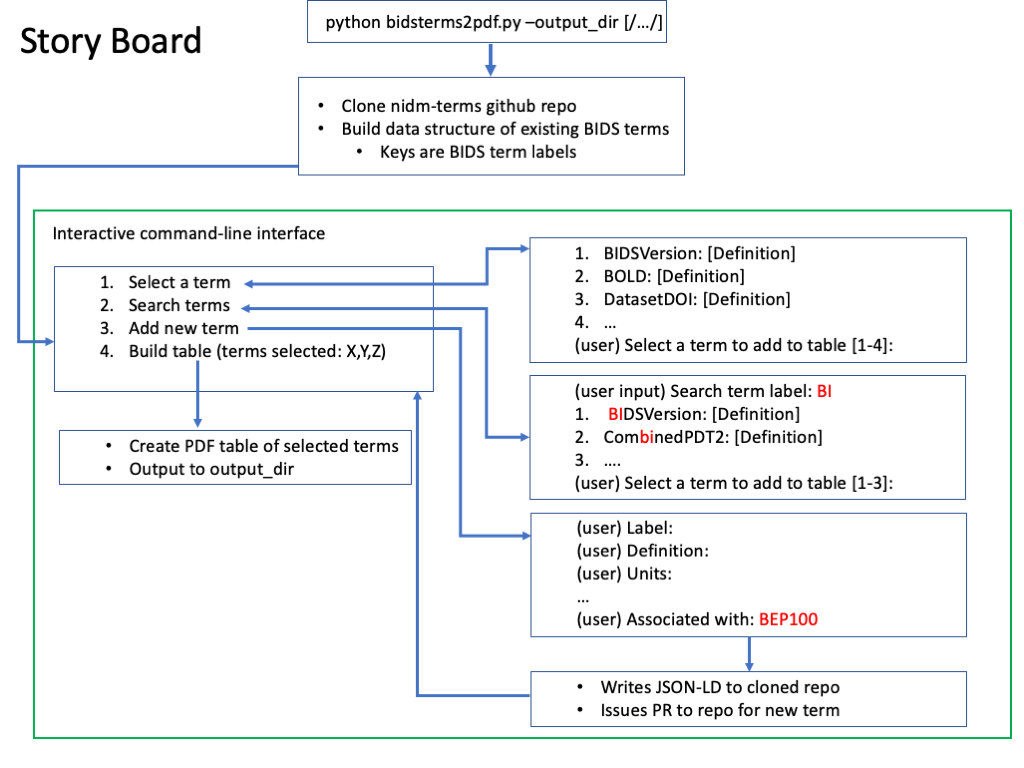 Story Board
python bidsterms2pdf.py –output_dir [/…/]
• Clone nidm-terms github repo
• Build data structure of existing BIDS terms
• Keys are BIDS term labels
Interactive command-line interface
1. Select a term
2. Search terms
3. Add new term
4. Build table (terms selected: X,Y,Z)
• Create PDF table of selected terms
• Output to output_dir
1. BIDSVersion: [Definition]
2. BOLD: [Definition]
3. DatasetDOI: [Definition]
4. …
(user) Select a term to add to table [1-4]:
(user input) Search term label: BI
1. BIDSVersion: [Definition]
2. CombinedPDT2: [Definition]
3. ….
(user) Select a term to add to table [1-3]:
(user) Label:
(user) Definition:
(user) Units:
…
(user) Associated with: BEP100
• Writes JSON-LD to cloned repo
• Issues PR to repo for new term